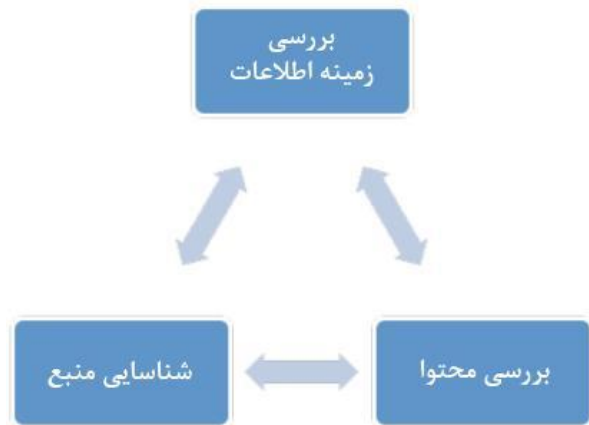 بررسی
زمینه اطلاعات
بررسی محتوا
شناسایی منبع